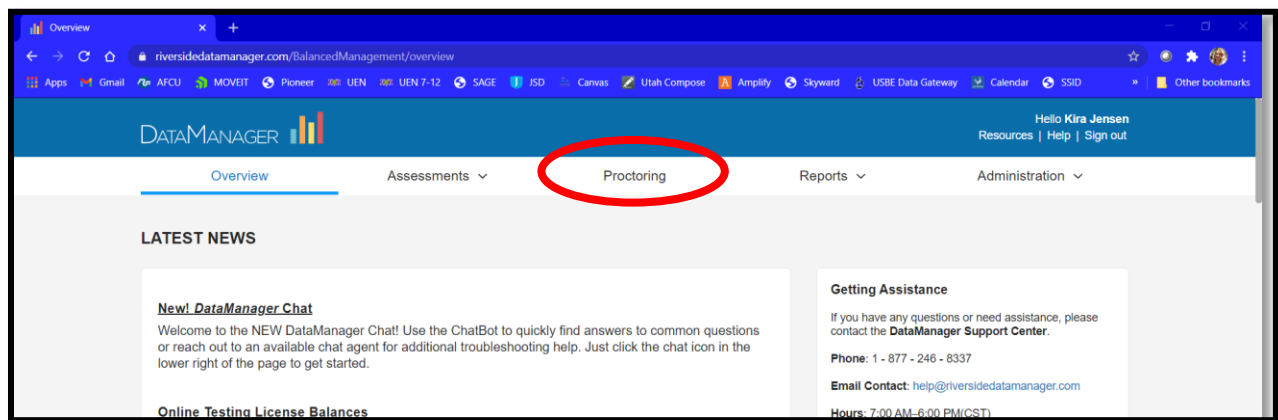 Overview
riversidedatamanager.com/BalancedManagement/overview
Apps Gmail AFCU MOVEIT Pioneer UEN UEN 7-12 SAGE JSD Canvas Utah Compose Amplify Skyward USBE Data Gateway Calendar SSID » Other bookmarks
DATAMANAGER
Hello Kira Jensen
Resources | Help | Sign out
Overview Assessments Proctoring Reports Administration
LATEST NEWS
New! DataManager Chat
Welcome to the NEW DataManager Chat! Use the ChatBot to quickly find answers to common questions
or reach out to an available chat agent for additional troubleshooting help. Just click the chat icon in the
lower right of the page to get started.
Online Testing License Balances
Getting Assistance
If you have any questions or need assistance, please
contact the DataManager Support Center.
Phone: 1 - 877 - 246 - 8337
Email Contact: help@riversidedatamanager.com
Hours: 7:00 AM–6:00 PM(CST)